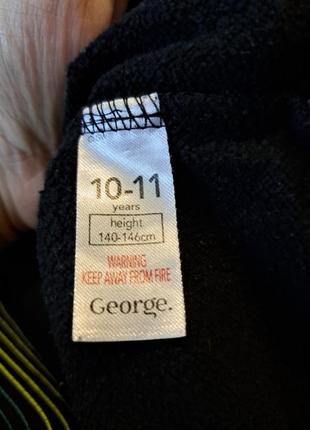 10-11
years
height
140-146cm
WARNING
KEEP AWAY FROM FIRE
George.